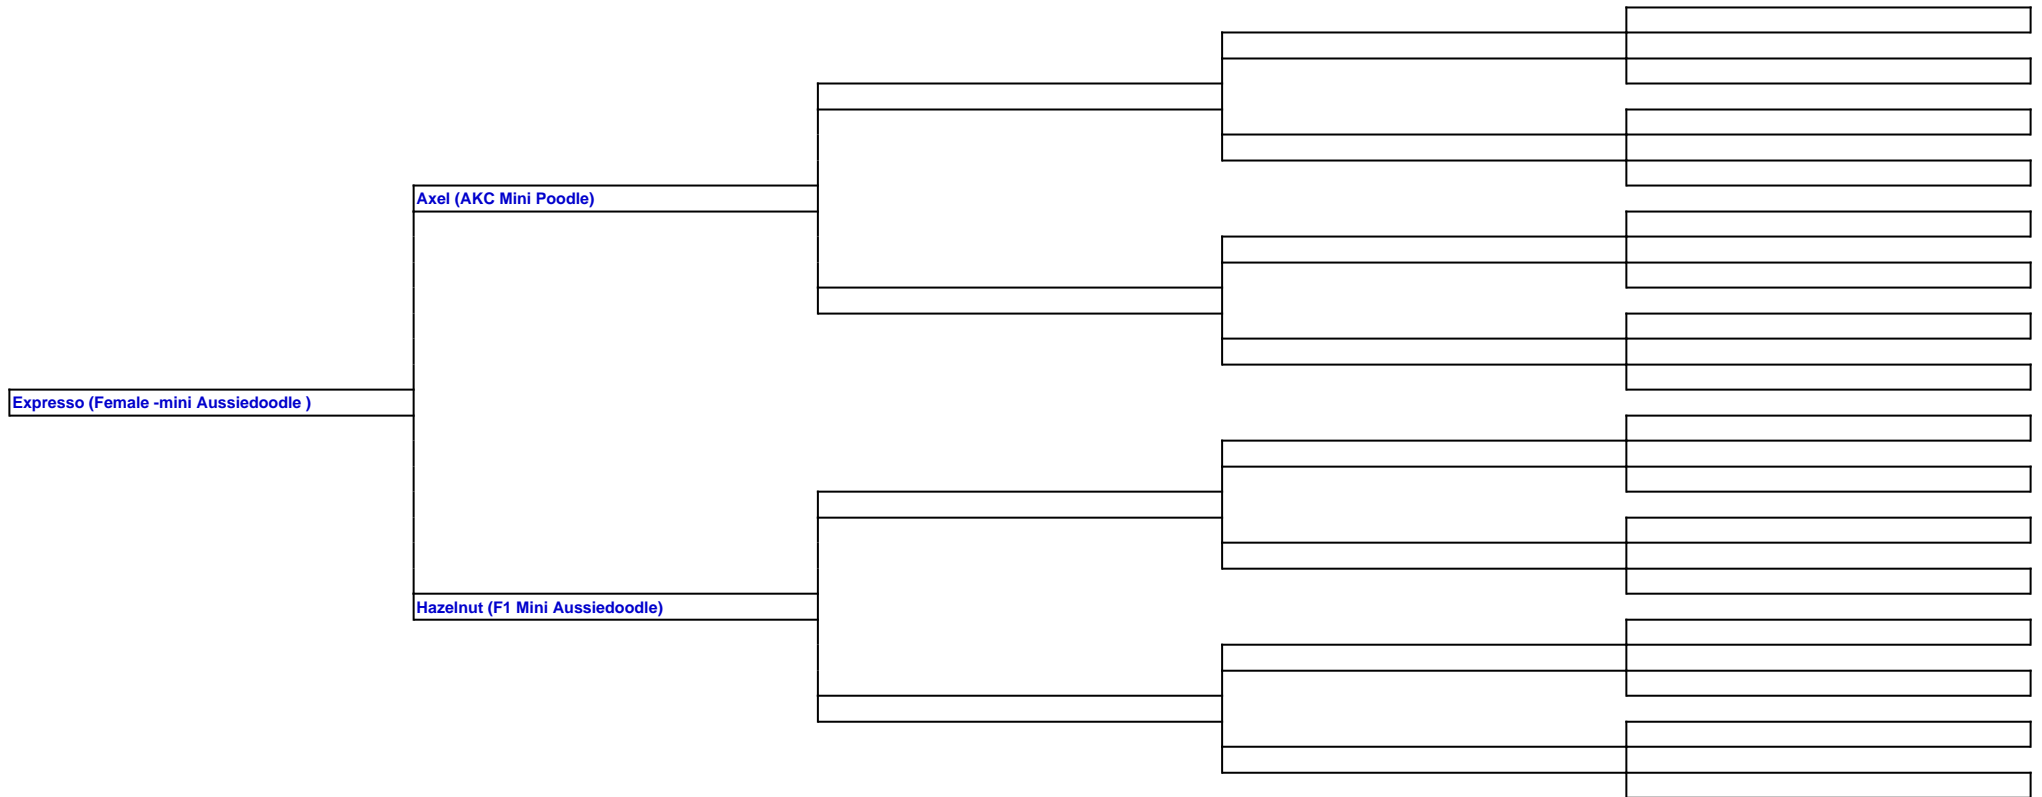 Axel (AKC Mini Poodle)
Expresso (Female -mini Aussiedoodle )
Hazelnut (F1 Mini Aussiedoodle)